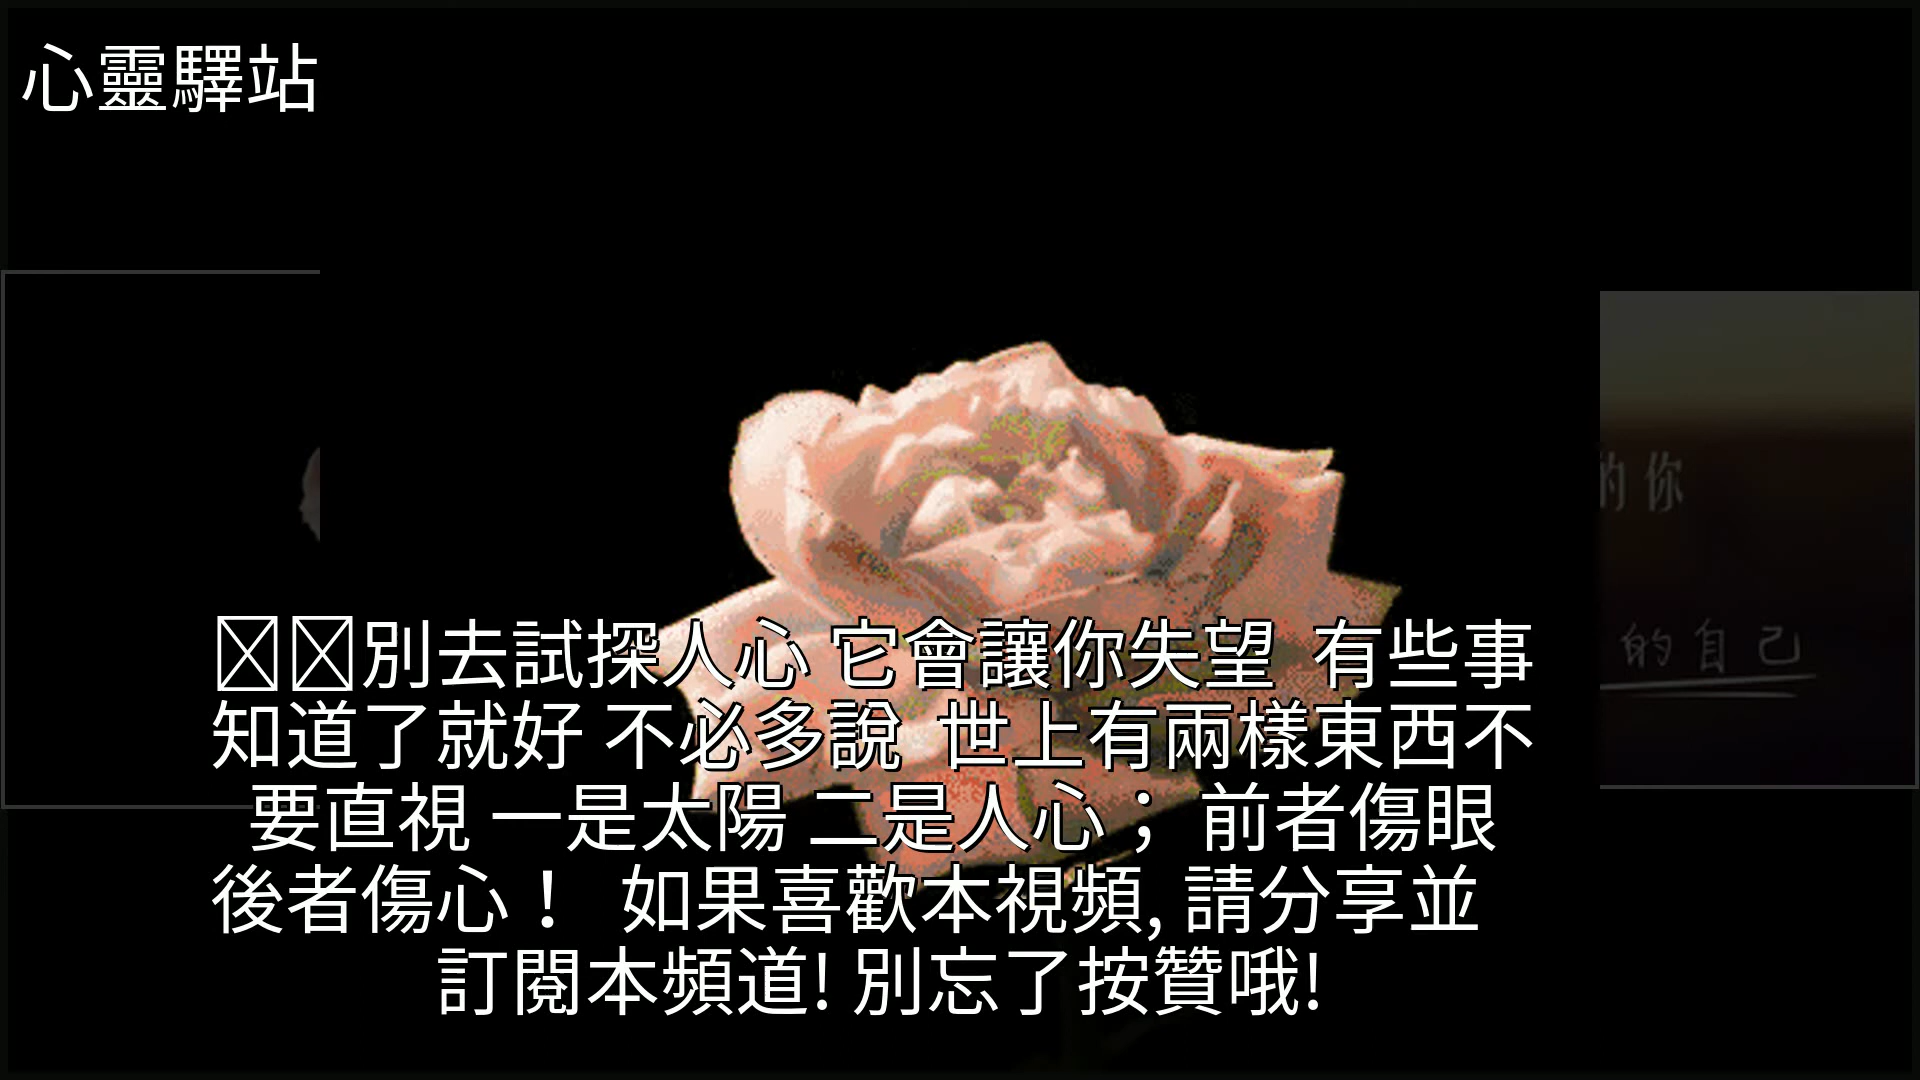 心靈驛站
的你
的自己
別去試探人心 它會讓你失望 有些事
知道了就好 不必多說 世上有兩樣東西不
要直視 一是太陽 二是人心 ; 前者傷眼
後者傷心！ 如果喜歡本視頻, 請分享並
訂閱本頻道! 別忘了按贊哦!